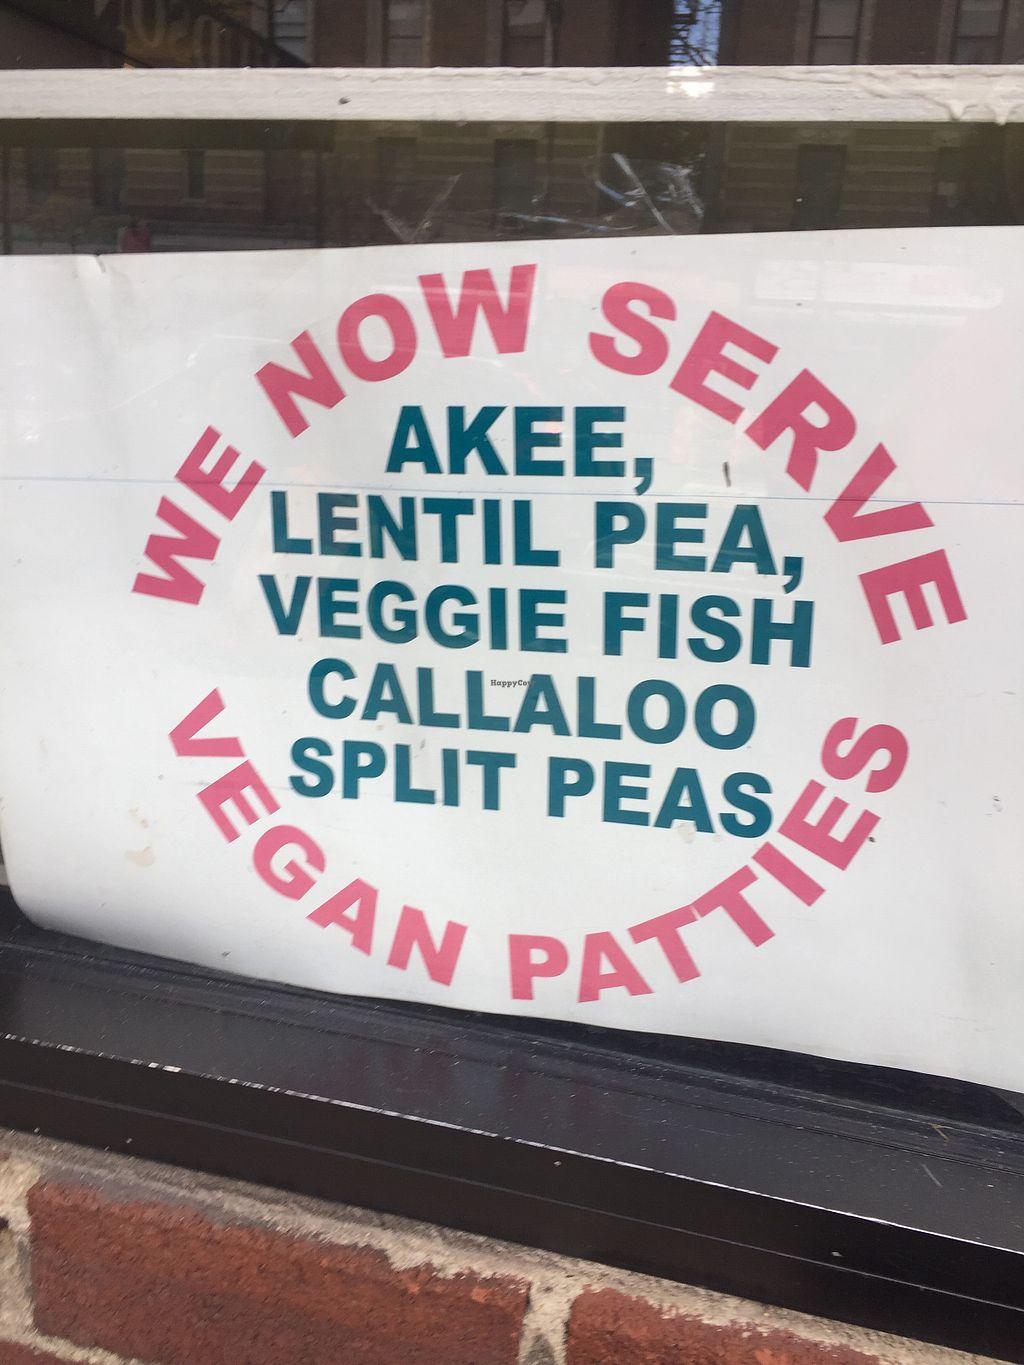 WE NOW SERVE
AKEE,
LENTIL PEA,
VEGGIE FISH
CALLALOO
SPLIT PEAS
VEGAN PATTIES